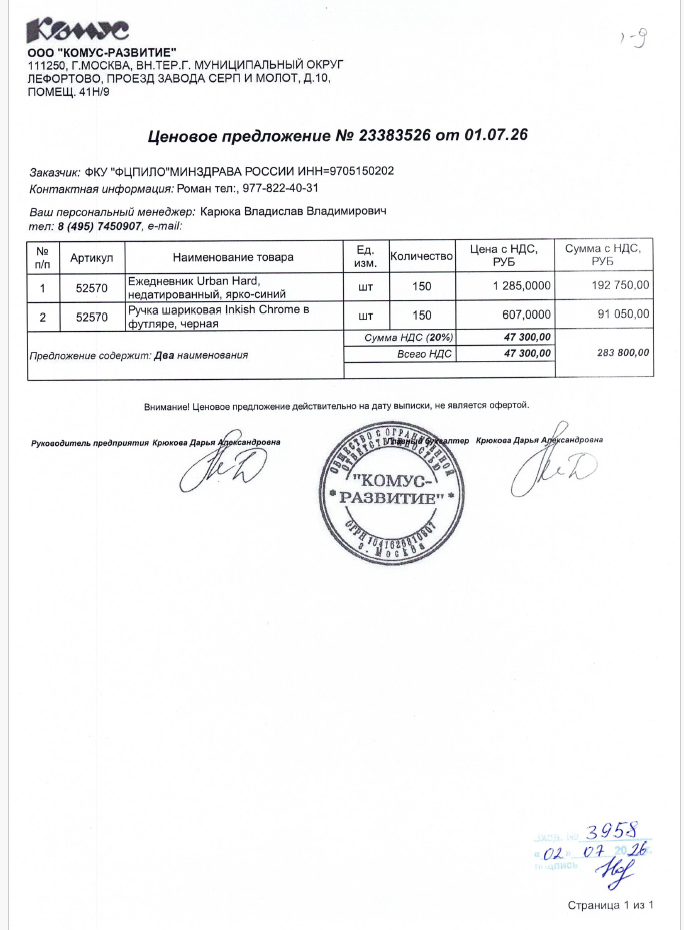 Комус
1-9
ООО "КОМУС-РАЗВИТИЕ"
111250, Г.МОСКВА, ВН.ТЕР.Г. МУНИЦИПАЛЬНЫЙ ОКРУГ
ЛЕФОРТОВО, ПРОЕЗД ЗАВОДА СЕРП И МОЛОТ, Д.10,
ПОМЕЩ. 41Н/9
Ценовое предложение № 23383526 от 01.07.26
Заказчик: ФКУ "ФЦПИЛО"МИНЗДРАВА РОССИИ ИНН=9705150202
Контактная информация: Роман тел:, 977-822-40-31
Ваш персональный менеджер: Карюка Владислав Владимирович
тел: 8 (495) 7450907, e-mail:
№ п/п Артикул Наименование товара Ед. изм. Количество Цена с НДС, РУБ Сумма с НДС, РУБ
1 52570 Ежедневник Urban Hard, недатированный, ярко-синий шт 150 1 285,0000 192 750,00
2 52570 Ручка шариковая Inkish Chrome в футляре, черная шт 150 607,0000 91 050,00
Сумма НДС (20%) 47 300,00
Предложение содержит: Два наименования Всего НДС 47 300,00 283 800,00
Внимание! Ценовое предложение действительно на дату выписки, не является офертой.
Руководитель предприятия Крюкова Дарья Александровна Главный бухгалтер Крюкова Дарья Александровна
ОБЩЕСТВО С ОГРАНИЧЕННОЙ
ОТВЕТСТВЕННОСТЬЮ
"КОМУС-
РАЗВИТИЕ"
г. Москва
3958
«02» 07 2026
Страница 1 из 1